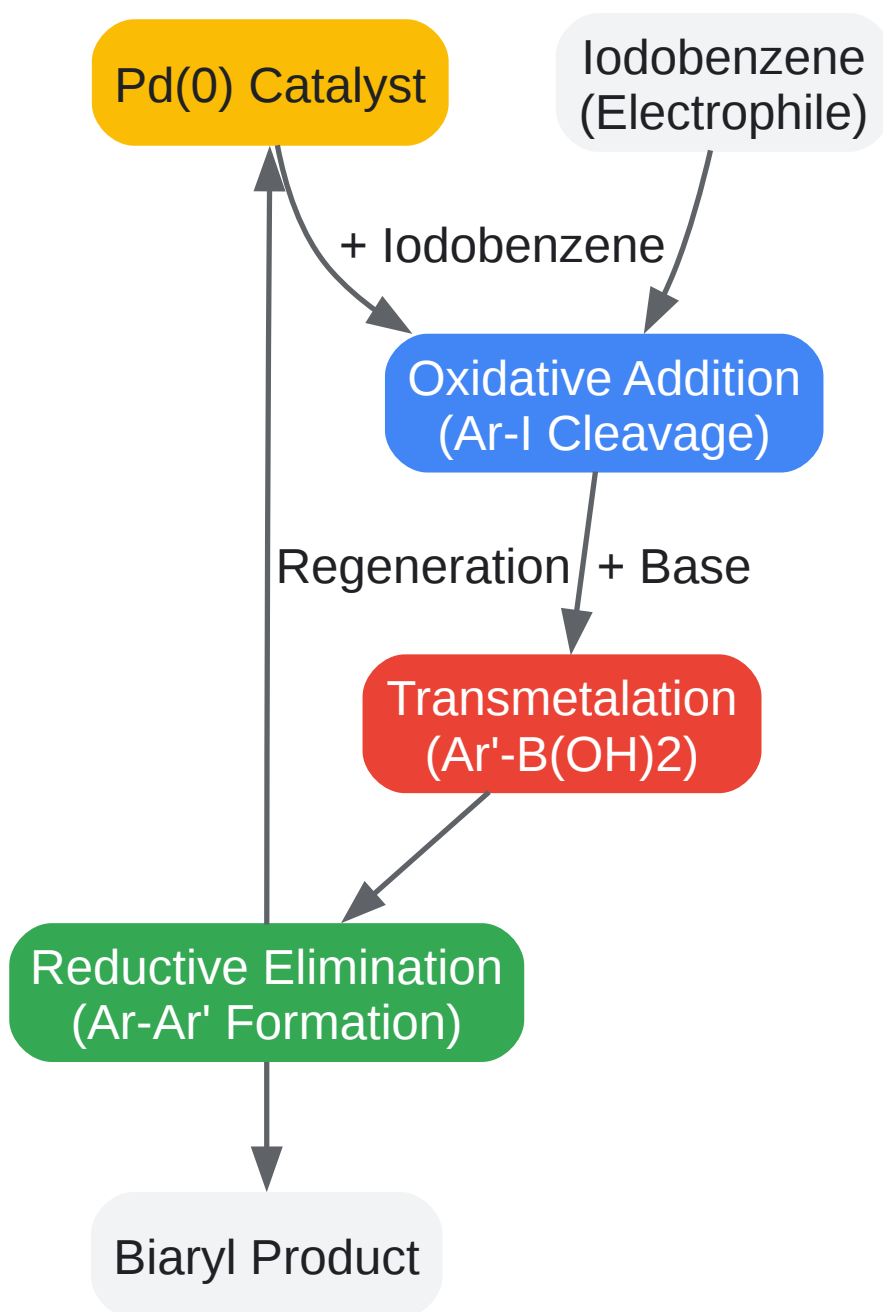 Pd(0) Catalyst
Iodobenzene
(Electrophile)
+ Iodobenzene
Oxidative Addition
(Ar-I Cleavage)
Regeneration
+ Base
Transmetalation
(Ar'-B(OH)2)
Reductive Elimination
(Ar-Ar' Formation)
Biaryl Product